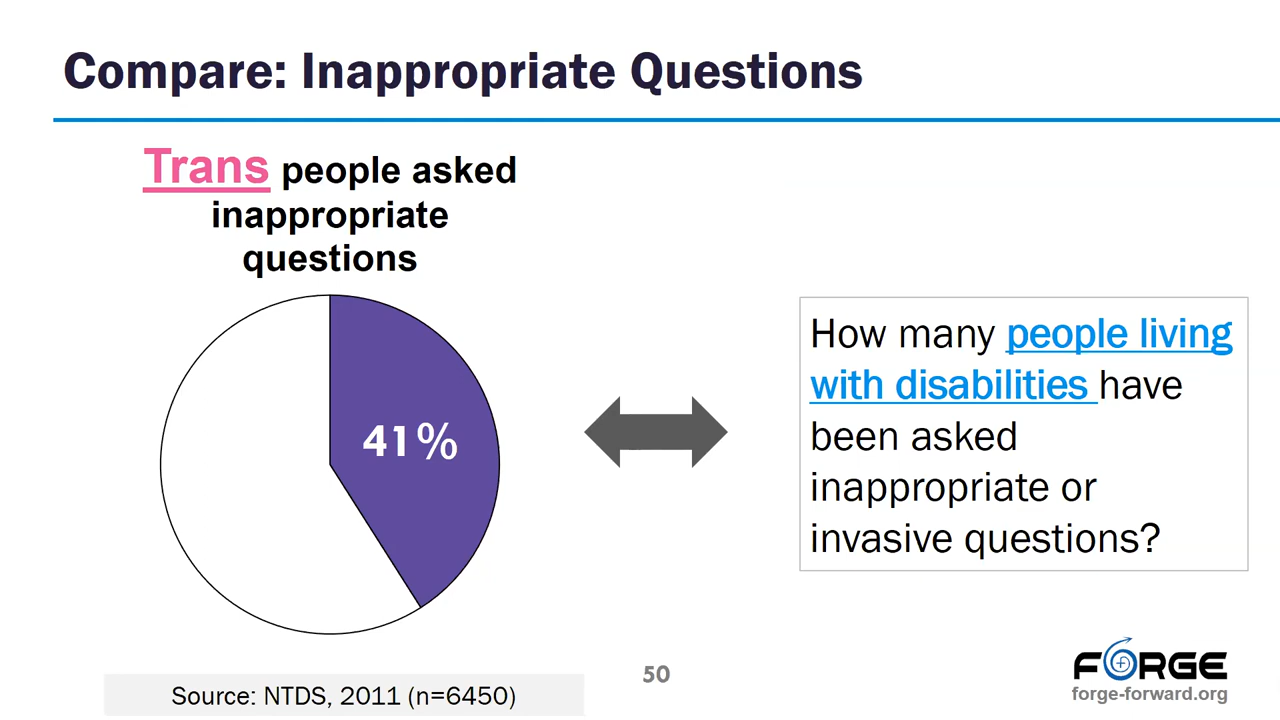 Compare: Inappropriate Questions
Trans people asked
inappropriate
questions
41%
How many people living
with disabilities have
been asked
inappropriate or
invasive questions?
Source: NTDS, 2011 (n=6450)
50
FORGE
forge-forward.org